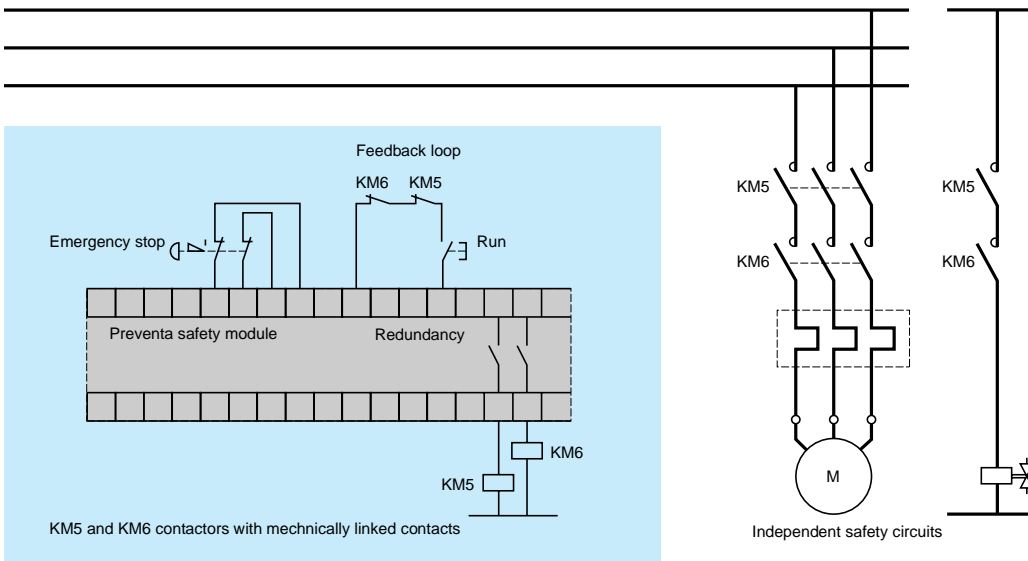 Feedback loop
KM6 KM5
Emergency stop
Run
Preventa safety module Redundancy
KM6
KM5
KM5 and KM6 contactors with mechnically linked contacts
KM5
KM6
M
KM5
KM6
Independent safety circuits